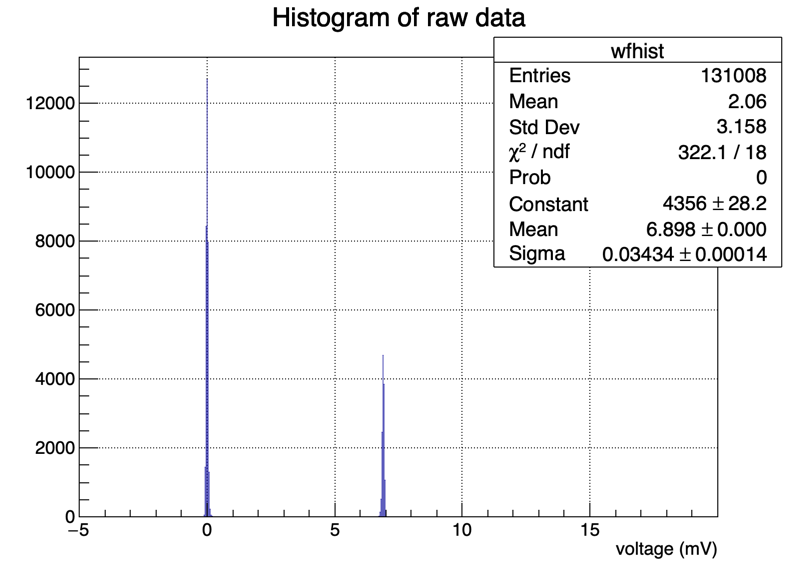 Histogram of raw data
wfhist
Entries 131008
Mean 2.06
Std Dev 3.158
χ² / ndf 322.1 / 18
Prob 0
Constant 4356 ± 28.2
Mean 6.898 ± 0.000
Sigma 0.03434 ± 0.00014
12000
10000
8000
6000
4000
2000
0
−5 0 5 10 15
voltage (mV)